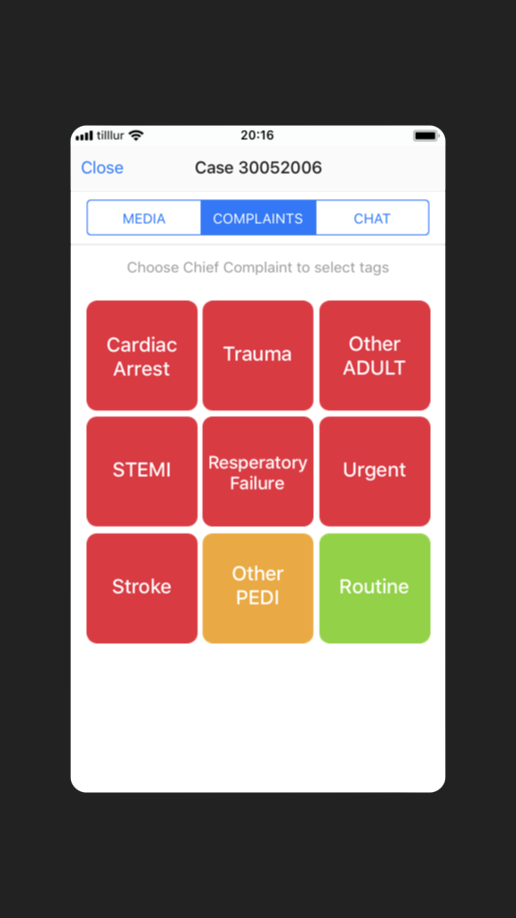 tilllur
20:16
Close
Case 30052006
MEDIA
COMPLAINTS
CHAT
Choose Chief Complaint to select tags
Cardiac
Arrest
Trauma
Other
ADULT
STEMI
Resperatory
Failure
Urgent
Stroke
Other
PEDI
Routine